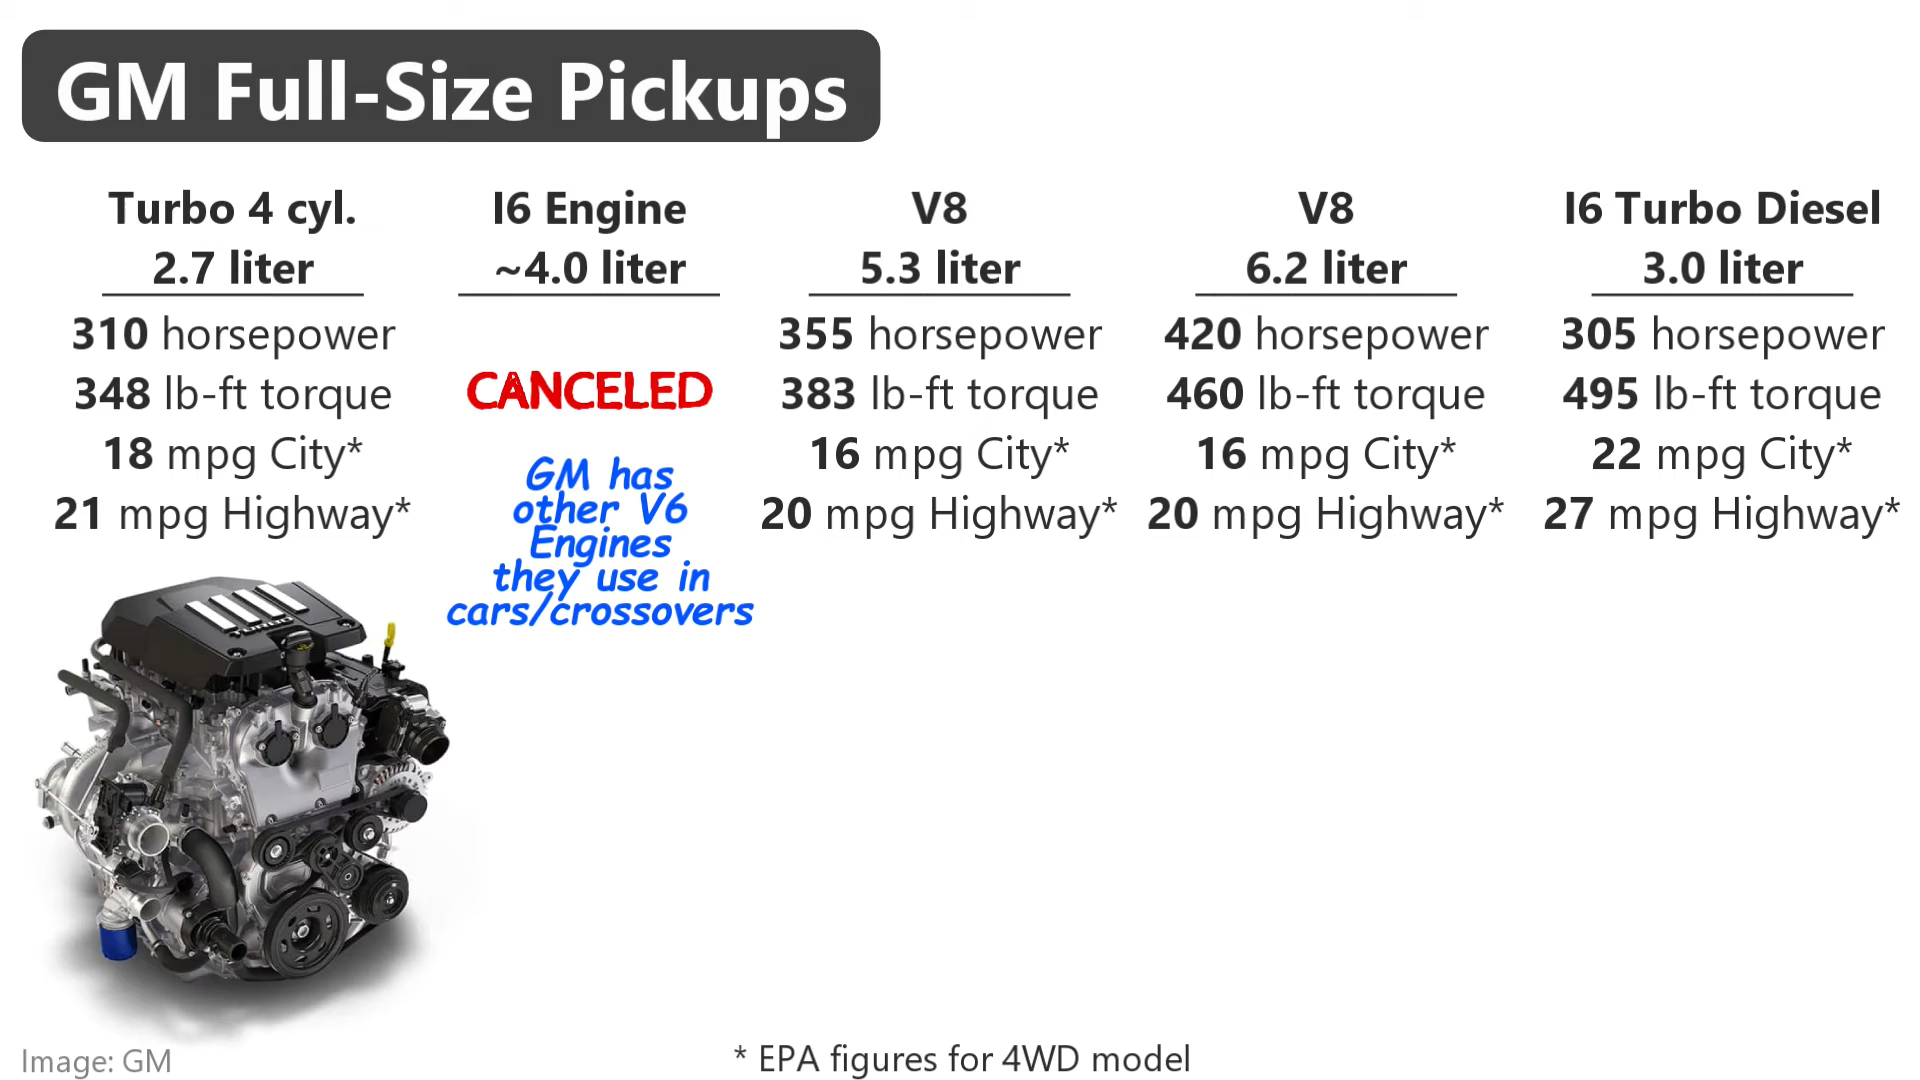 GM Full-Size Pickups
Turbo 4 cyl.
2.7 liter
310 horsepower
348 lb-ft torque
18 mpg City*
21 mpg Highway*
I6 Engine
~4.0 liter
CANCELED
GM has
other V6
Engines
they use in
cars/crossovers
V8
5.3 liter
355 horsepower
383 lb-ft torque
16 mpg City*
20 mpg Highway*
V8
6.2 liter
420 horsepower
460 lb-ft torque
16 mpg City*
20 mpg Highway*
I6 Turbo Diesel
3.0 liter
305 horsepower
495 lb-ft torque
22 mpg City*
27 mpg Highway*
TURBO
Image: GM
* EPA figures for 4WD model